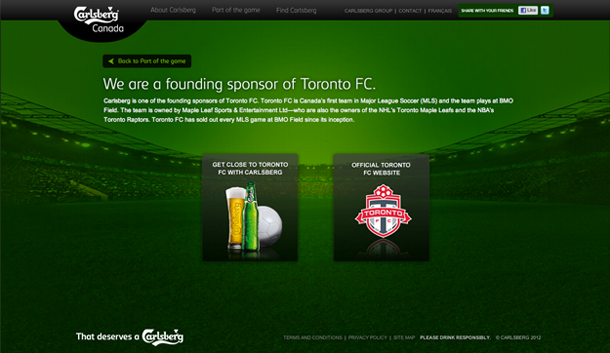 Carlsberg
Canada
About Carlsberg Part of the game Find Carlsberg
CARLSBERG GROUP | CONTACT | FRANÇAIS
SHARE WITH YOUR FRIENDS Like
Back to Part of the game
We are a founding sponsor of Toronto FC.
Carlsberg is one of the founding sponsors of Toronto FC. Toronto FC is Canada's first team in Major League Soccer (MLS) and the team plays at BMO
Field. The team is owned by Maple Leaf Sports & Entertainment Ltd—who are also the owners of the NHL's Toronto Maple Leafs and the NBA's
Toronto Raptors. Toronto FC has sold out every MLS game at BMO Field since its inception.
GET CLOSE TO TORONTO
FC WITH CARLSBERG
OFFICIAL TORONTO
FC WEBSITE
TORONTO
FC
That deserves a Carlsberg
TERMS AND CONDITIONS | PRIVACY POLICY | SITE MAP PLEASE DRINK RESPONSIBLY. © CARLSBERG 2012